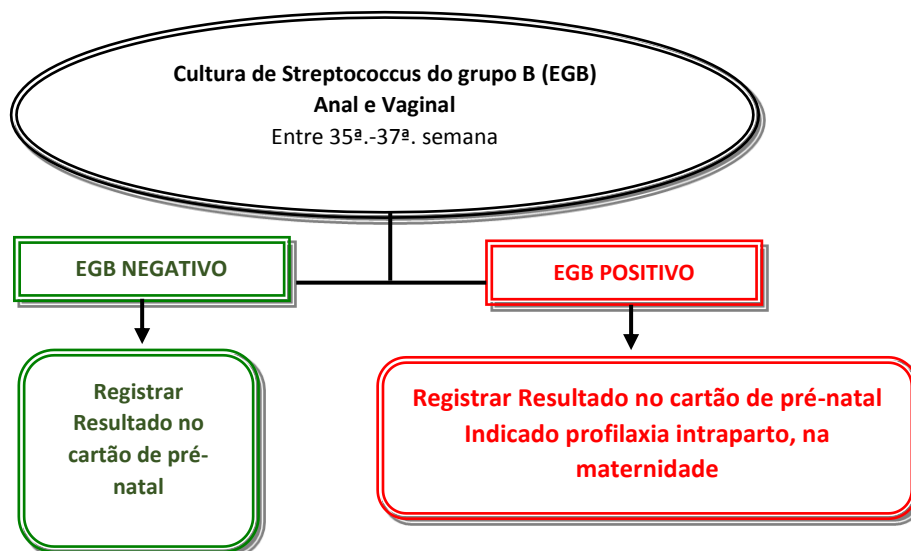 Cultura de Streptococcus do grupo B (EGB)
Anal e Vaginal
Entre 35ª.-37ª. semana
EGB NEGATIVO
EGB POSITIVO
Registrar
Resultado no
cartão de pré-
natal
Registrar Resultado no cartão de pré-natal
Indicado profilaxia intraparto, na
maternidade